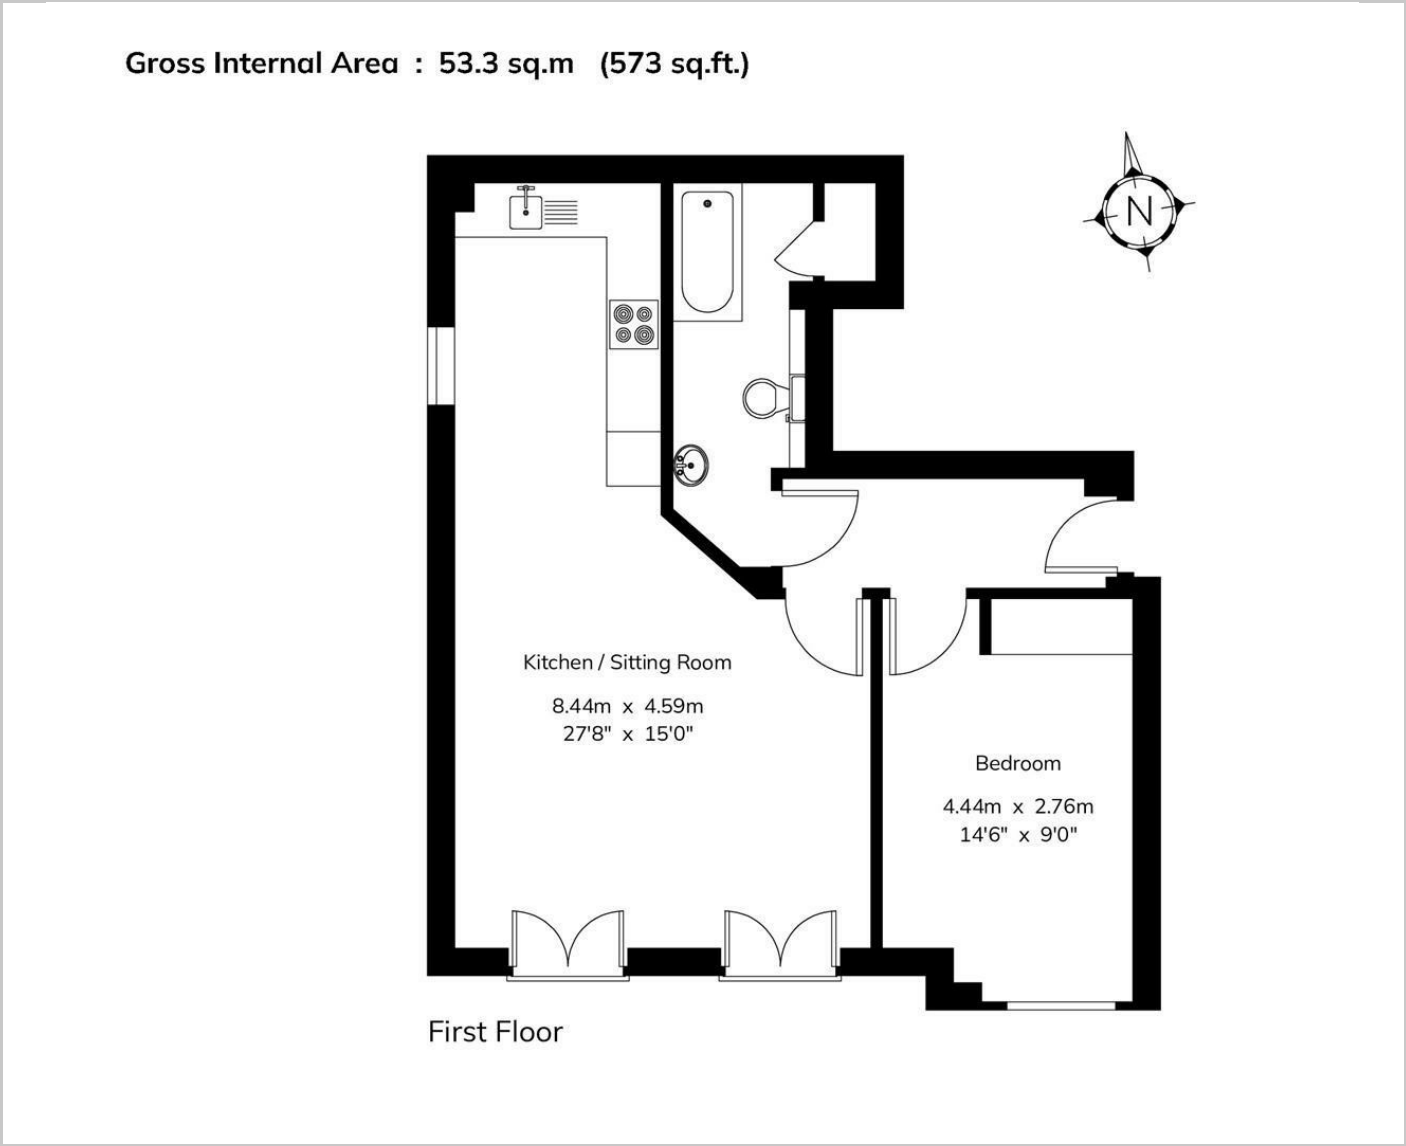 Gross Internal Area : 53.3 sq.m (573 sq.ft.)
N
Kitchen / Sitting Room
8.44m x 4.59m
27'8" x 15'0"
Bedroom
4.44m x 2.76m
14'6" x 9'0"
First Floor